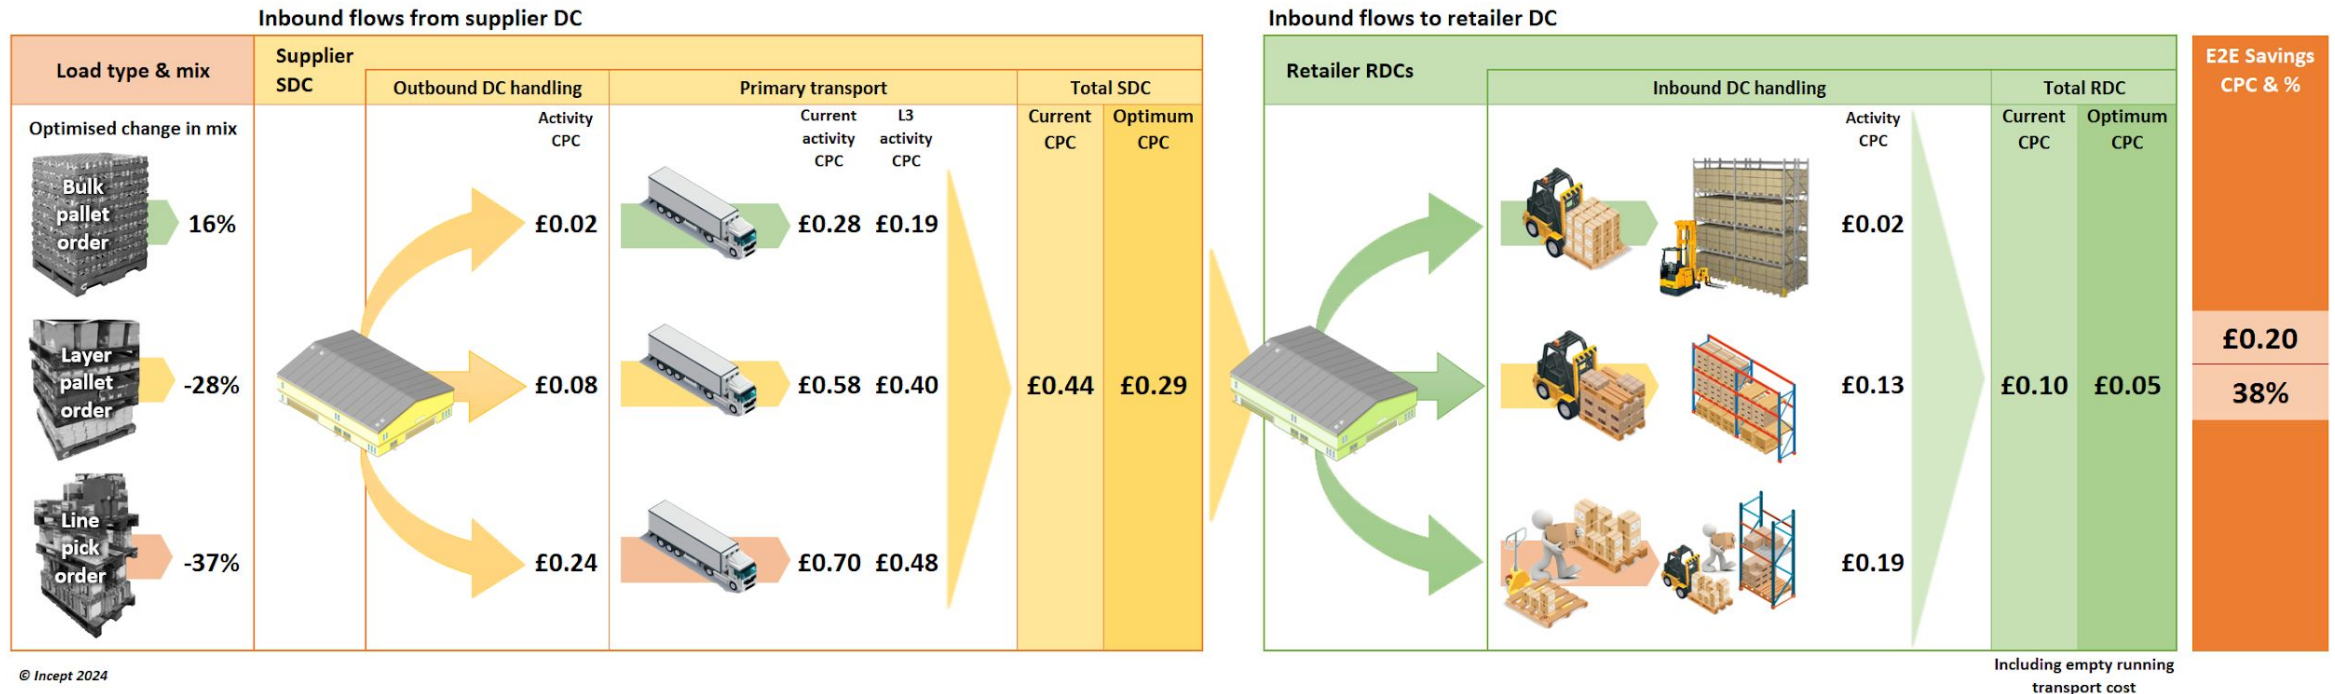 Inbound flows from supplier DC
Load type & mix
Supplier
SDC
Outbound DC handling
Primary transport
Total SDC
Optimised change in mix
Activity
CPC
Current
activity
CPC
L3
activity
CPC
Current
CPC
Optimum
CPC
Bulk
pallet
order
16%
£0.02
£0.28
£0.19
Layer
pallet
order
-28%
£0.08
£0.58
£0.40
£0.44
£0.29
Line
pick
order
-37%
£0.24
£0.70
£0.48
Inbound flows to retailer DC
Retailer RDCs
Inbound DC handling
Total RDC
Activity
CPC
Current
CPC
Optimum
CPC
£0.02
£0.13
£0.10
£0.05
£0.19
E2E Savings
CPC & %
£0.20
38%
Including empty running
transport cost
© Incept 2024